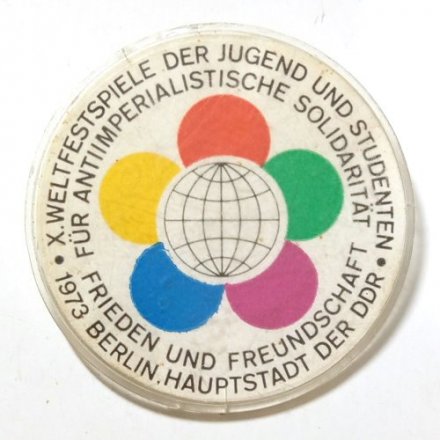 X. WELTFESTSPIELE DER JUGEND UND STUDENTEN
FÜR ANTIIMPERIALISTISCHE SOLIDARITÄT
FRIEDEN UND FREUNDSCHAFT
• 1973 BERLIN, HAUPTSTADT DER DDR •